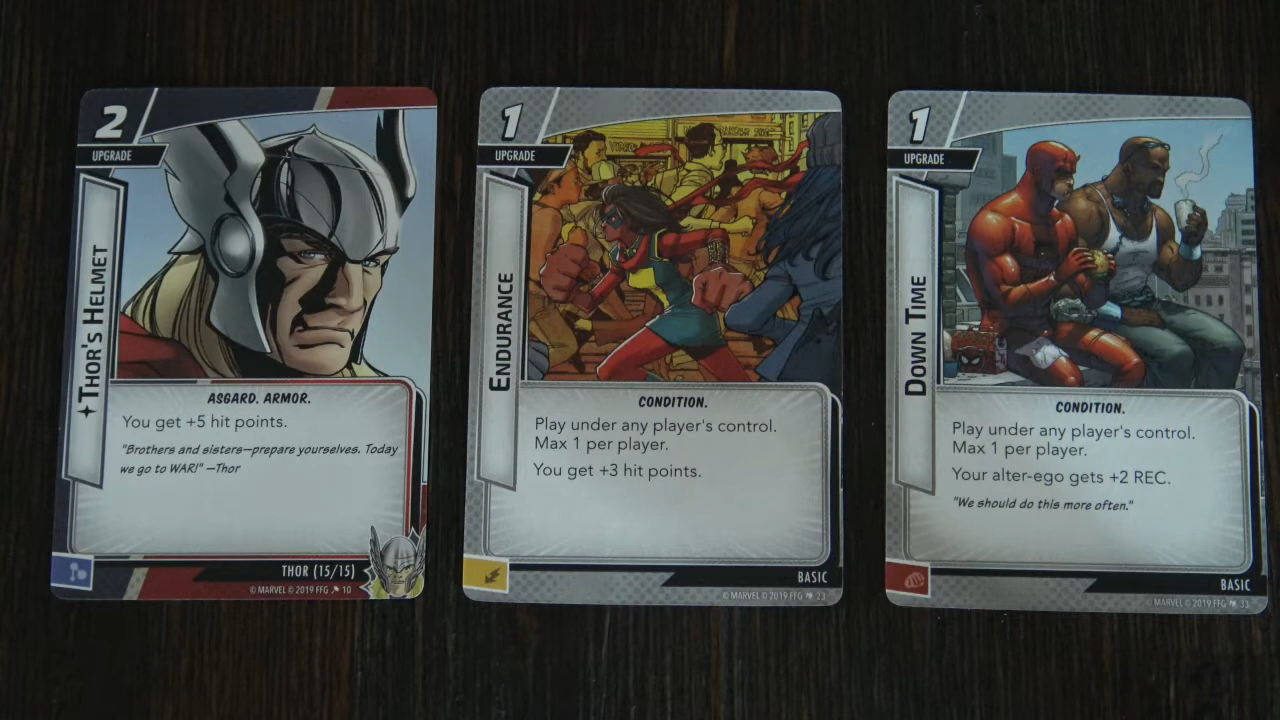 2
UPGRADE
THOR'S HELMET
ASGARD. ARMOR.
You get +5 hit points.
"Brothers and sisters—prepare yourselves. Today
we go to WAR!" —Thor
THOR (15/15)
© MARVEL © 2019 FFG 10
1
UPGRADE
ENDURANCE
CONDITION.
Play under any player's control.
Max 1 per player.
You get +3 hit points.
BASIC
© MARVEL © 2019 FFG 23
1
UPGRADE
DOWN TIME
CONDITION.
Play under any player's control.
Max 1 per player.
Your alter-ego gets +2 REC.
"We should do this more often."
BASIC
© MARVEL © 2019 FFG 33